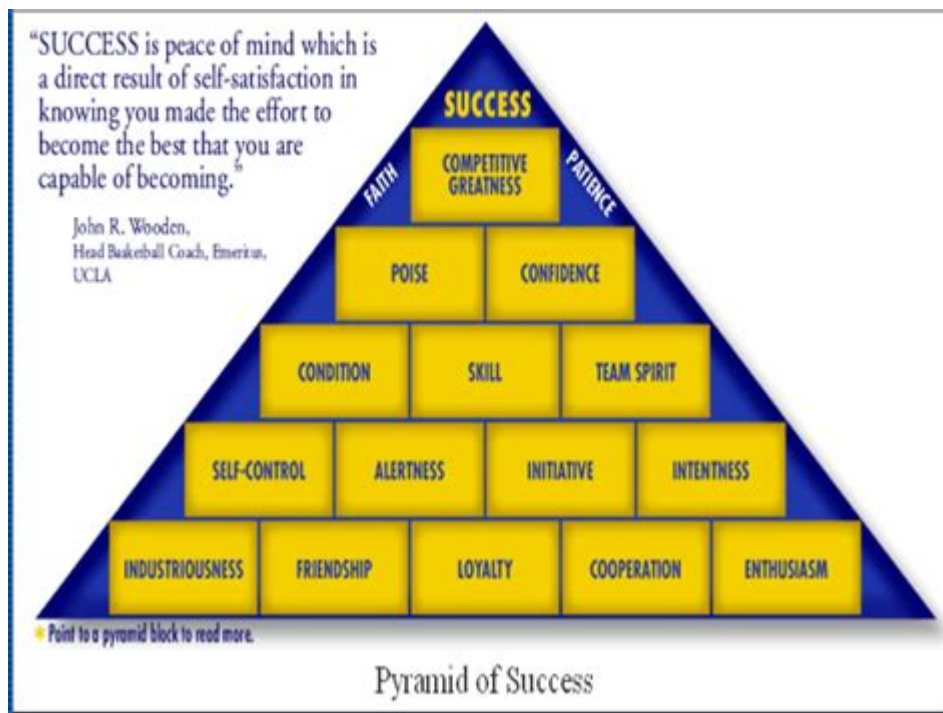 “SUCCESS is peace of mind which is
a direct result of self-satisfaction in
knowing you made the effort to
become the best that you are
capable of becoming.”
John R. Wooden,
Head Basketball Coach, Emeritus,
UCLA
SUCCESS
FAITH
PATIENCE
COMPETITIVE
GREATNESS
POISE CONFIDENCE
CONDITION SKILL TEAM SPIRIT
SELF-CONTROL ALERTNESS INITIATIVE INTENTNESS
INDUSTRIOUSNESS FRIENDSHIP LOYALTY COOPERATION ENTHUSIASM
* Point to a pyramid block to read more.
Pyramid of Success